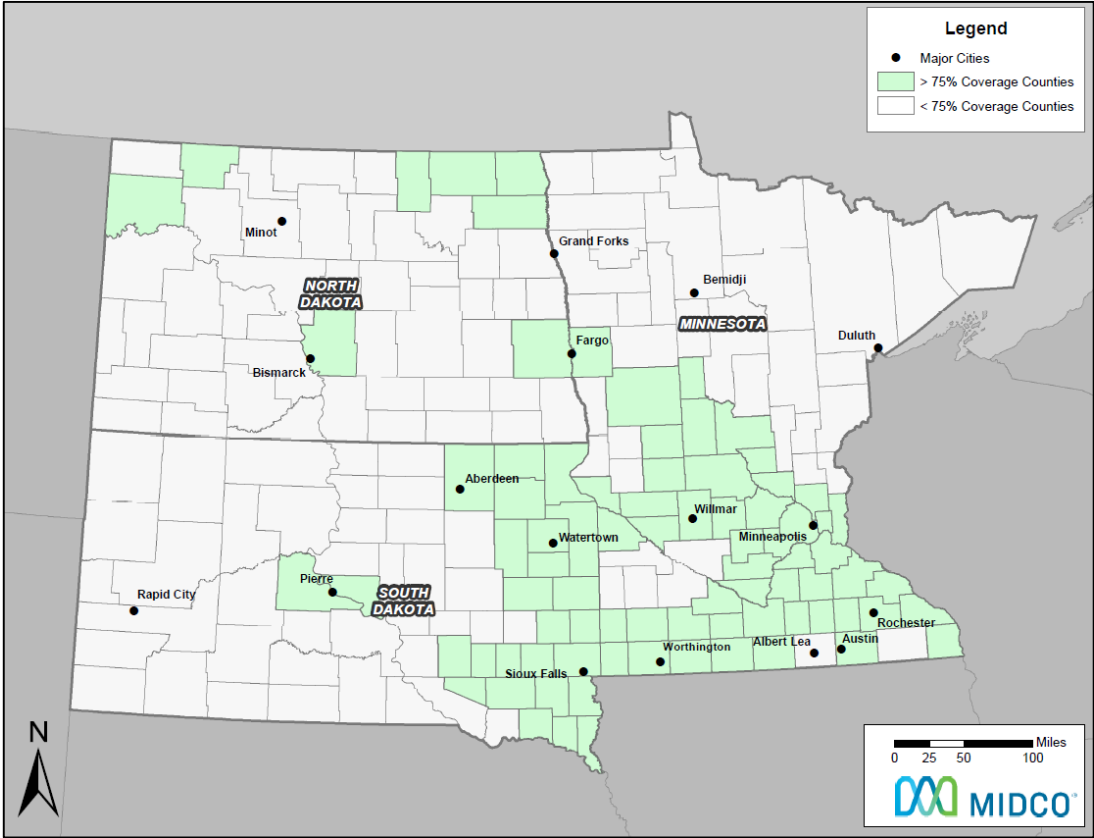 Legend
Major Cities
> 75% Coverage Counties
< 75% Coverage Counties
Minot
Grand Forks
NORTH
DAKOTA
Bemidji
MINNESOTA
Duluth
Fargo
Bismarck
Aberdeen
Willmar
Watertown
Minneapolis
Pierre
SOUTH
DAKOTA
Rapid City
Rochester
Albert Lea
Austin
Worthington
Sioux Falls
N
Miles
0 25 50 100
MIDCO